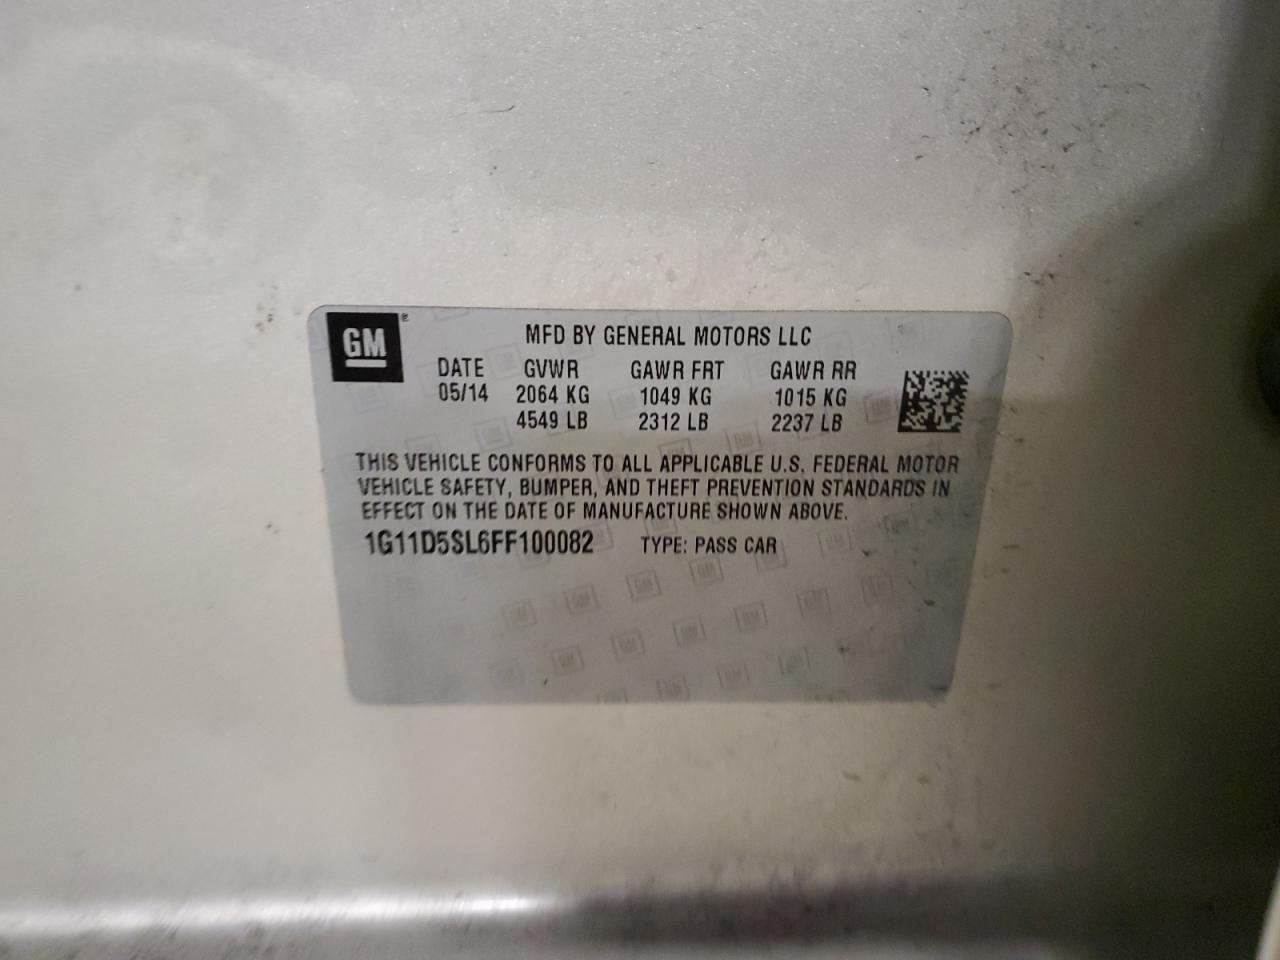 GM®
MFD BY GENERAL MOTORS LLC
DATE GVWR GAWR FRT GAWR RR
05/14 2064 KG 1049 KG 1015 KG
4549 LB 2312 LB 2237 LB
THIS VEHICLE CONFORMS TO ALL APPLICABLE U.S. FEDERAL MOTOR
VEHICLE SAFETY, BUMPER, AND THEFT PREVENTION STANDARDS IN
EFFECT ON THE DATE OF MANUFACTURE SHOWN ABOVE.
1G11D5SL6FF100082 TYPE: PASS CAR